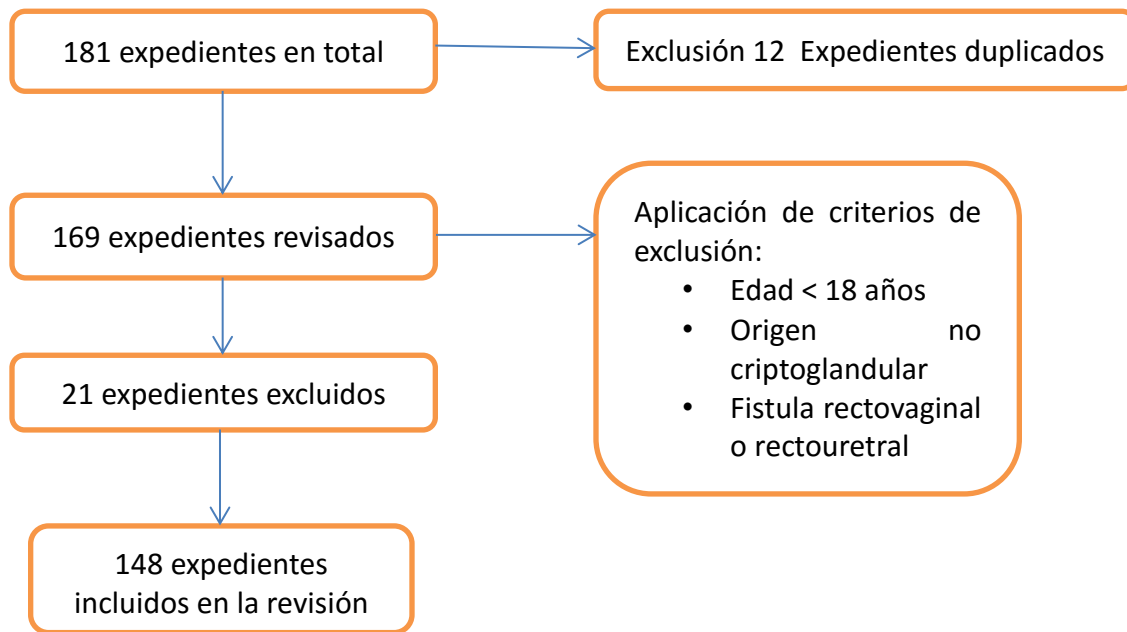 181 expedientes en total
Exclusión 12 Expedientes duplicados
169 expedientes revisados
Aplicación de criterios de
exclusión:
• Edad < 18 años
• Origen no
criptoglandular
• Fistula rectovaginal
o rectouretral
21 expedientes excluidos
148 expedientes
incluidos en la revisión